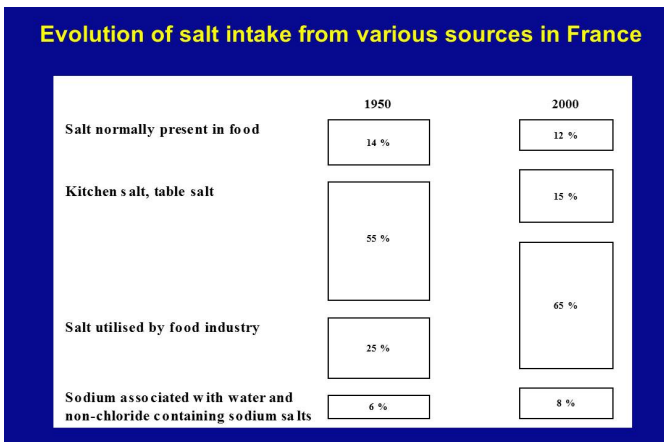 Evolution of salt intake from various sources in France
1950 2000
Salt normally present in food 14 % 12 %
Kitchen salt, table salt 15 %
55 %
65 %
Salt utilised by food industry
25 %
Sodium associated with water and
non-chloride containing sodium salts 6 % 8 %